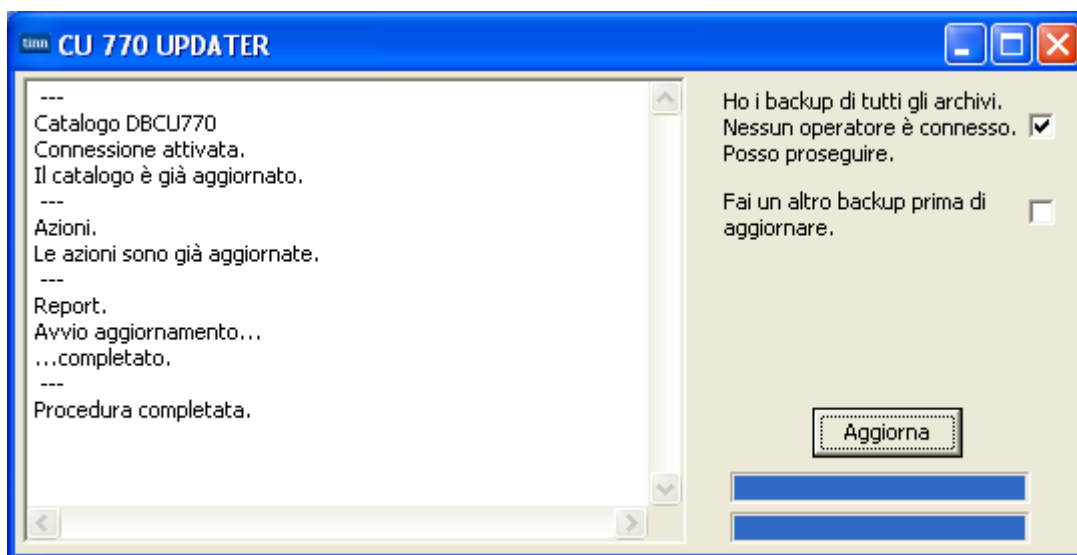 tinn CU 770 UPDATER
---
Catalogo DBCU770
Connessione attivata.
Il catalogo è già aggiornato.
---
Azioni.
Le azioni sono già aggiornate.
---
Report.
Avvio aggiornamento...
...completato.
---
Procedura completata.
Ho i backup di tutti gli archivi.
Nessun operatore è connesso.
Posso proseguire.
Fai un altro backup prima di
aggiornare.
Aggiorna